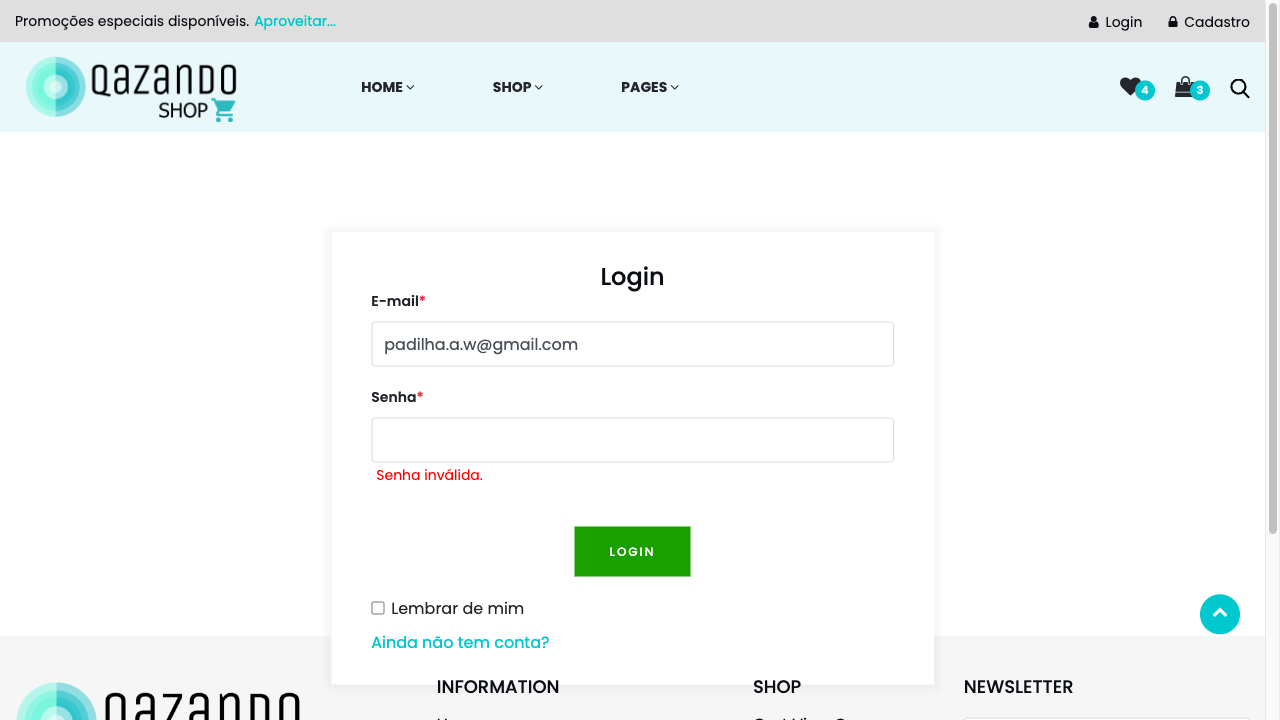 Promoções especiais disponíveis. Aproveitar...
Login
Cadastro
QAZANDO
SHOP
HOME
SHOP
PAGES
4
3
Login
E-mail*
padilha.a.w@gmail.com
Senha*
Senha inválida.
LOGIN
Lembrar de mim
Ainda não tem conta?
QAZANDO
INFORMATION
SHOP
NEWSLETTER